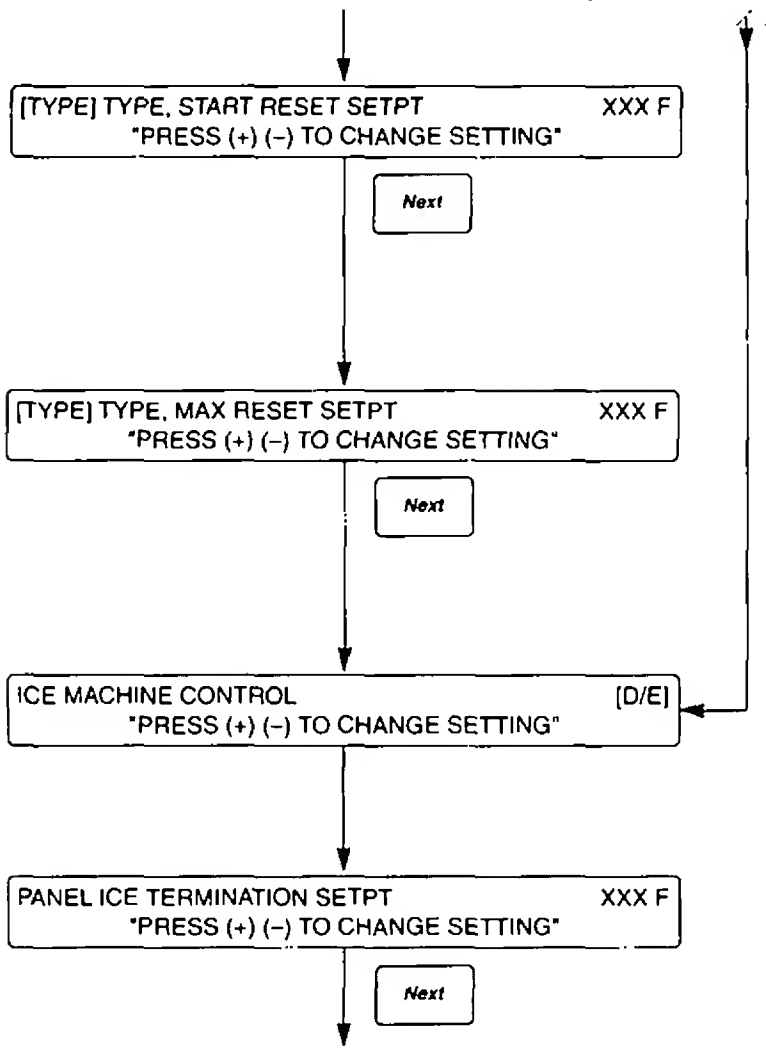 [TYPE] TYPE, START RESET SETPT XXX F
"PRESS (+) (–) TO CHANGE SETTING"
Next
[TYPE] TYPE, MAX RESET SETPT XXX F
"PRESS (+) (–) TO CHANGE SETTING"
Next
ICE MACHINE CONTROL [D/E]
"PRESS (+) (–) TO CHANGE SETTING"
PANEL ICE TERMINATION SETPT XXX F
"PRESS (+) (–) TO CHANGE SETTING"
Next